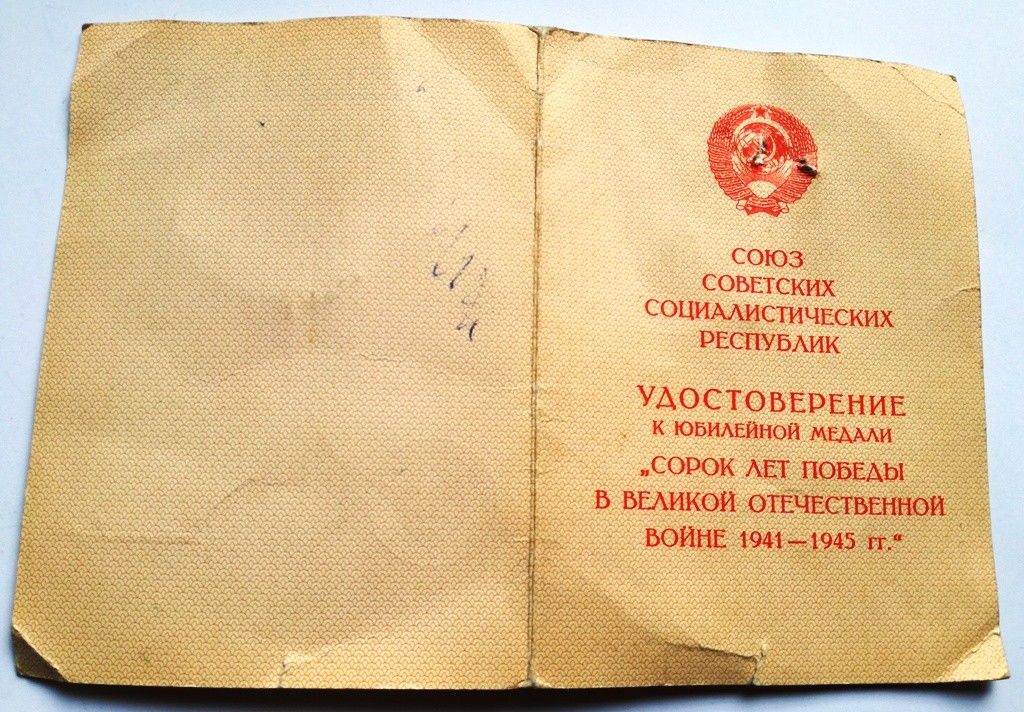 СОЮЗ
СОВЕТСКИХ
СОЦИАЛИСТИЧЕСКИХ
РЕСПУБЛИК
УДОСТОВЕРЕНИЕ
К ЮБИЛЕЙНОЙ МЕДАЛИ
„СОРОК ЛЕТ ПОБЕДЫ
В ВЕЛИКОЙ ОТЕЧЕСТВЕННОЙ
ВОЙНЕ 1941—1945 гг.“